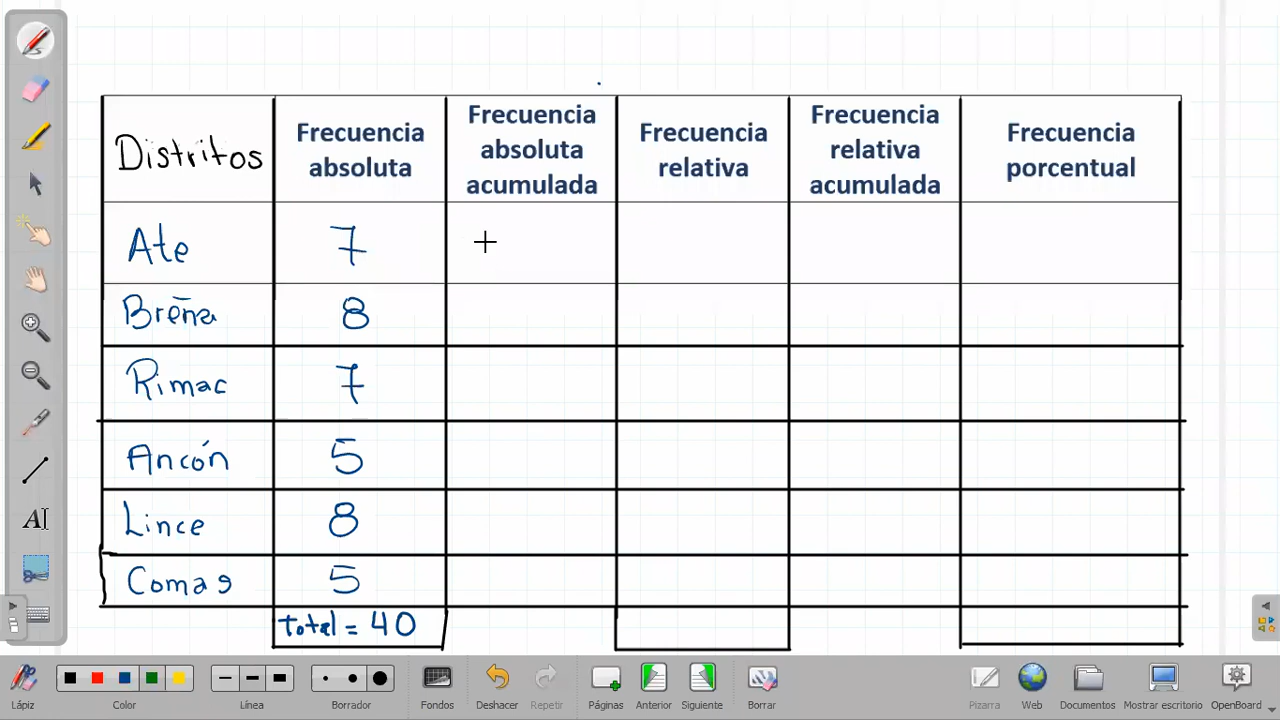 Distritos
Frecuencia absoluta
Frecuencia absoluta acumulada
Frecuencia relativa
Frecuencia relativa acumulada
Frecuencia porcentual
Ate 7
Breña 8
Rimac 7
Ancón 5
Lince 8
Comas 5
Total = 40
Lápiz
Color
Línea
Borrador
Fondos
Deshacer
Repetir
Páginas
Anterior
Siguiente
Borrar
Pizarra
Web
Documentos
Mostrar escritorio
OpenBoard